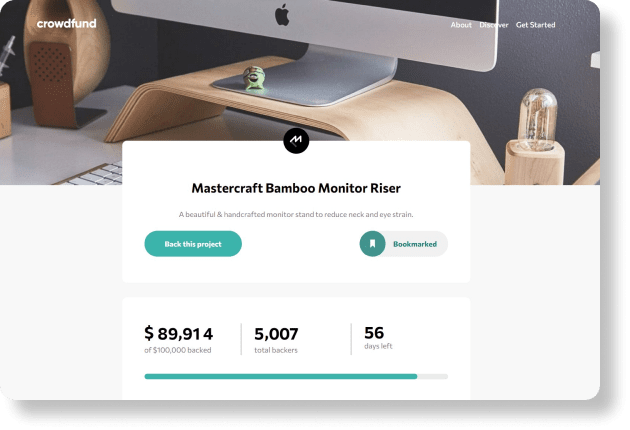 crowdfund
About Discover Get Started
Mastercraft Bamboo Monitor Riser
A beautiful & handcrafted monitor stand to reduce neck and eye strain.
Back this project
Bookmarked
$ 89,914
5,007
56
of $100,000 backed
total backers
days left